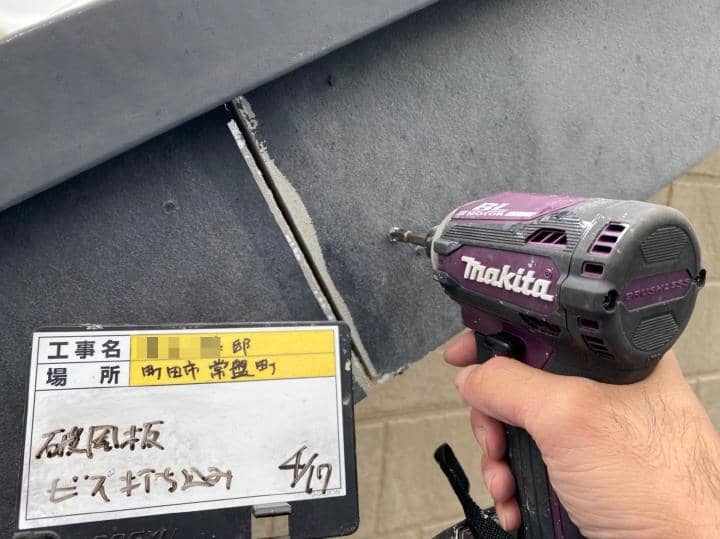 BL
MOTOR
makita
BRUSHLESS
工事名 邸
場所 町田市 常盤町
破風板
ビス打ち込み 4/17